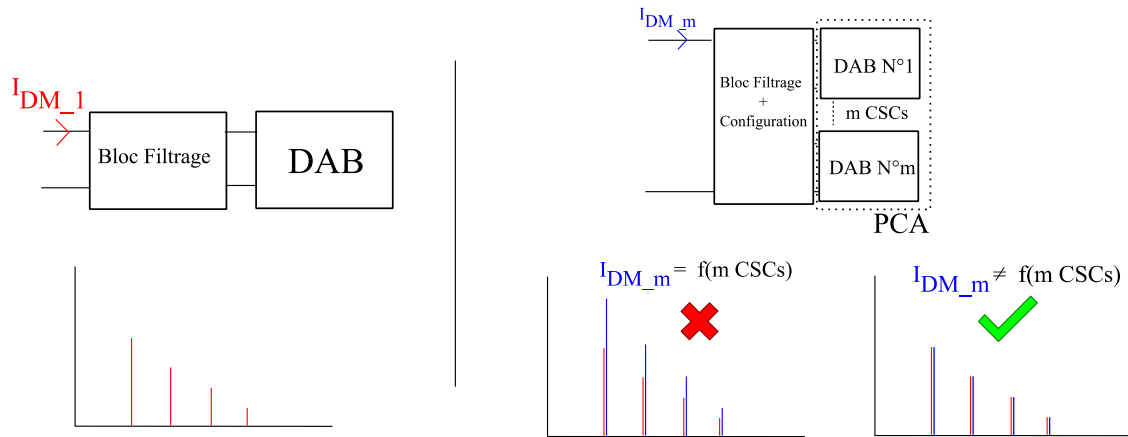 I_DM_1
Bloc Filtrage
DAB
I_DM_m
Bloc Filtrage
+
Configuration
DAB N°1
m CSCs
DAB N°m
PCA
I_DM_m = f(m CSCs)
I_DM_m ≠ f(m CSCs)